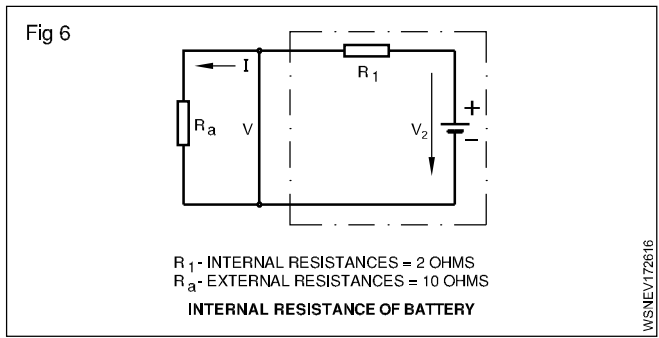 Fig 6
I
R1
Ra
V
V2
+
–
R1- INTERNAL RESISTANCES = 2 OHMS
Ra- EXTERNAL RESISTANCES = 10 OHMS
INTERNAL RESISTANCE OF BATTERY
WSNEV172616